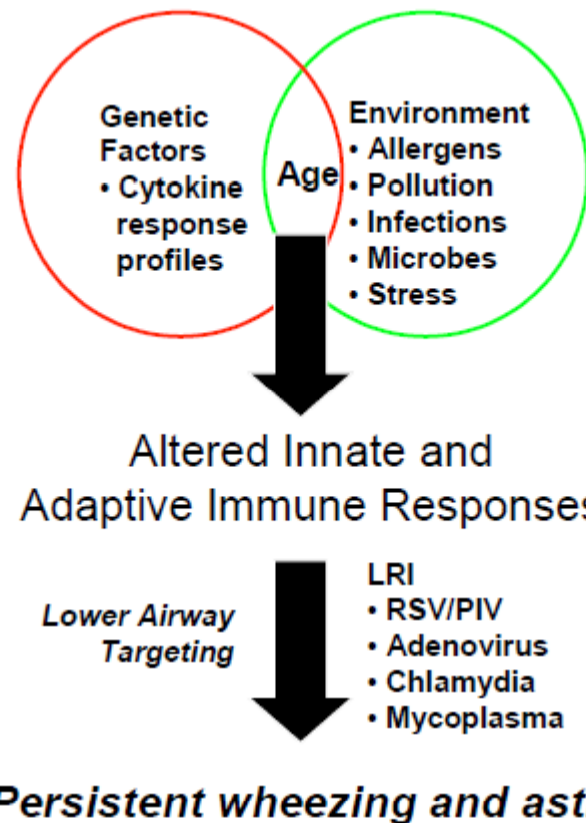 Genetic
Factors
• Cytokine
response
profiles
Age
Environment
• Allergens
• Pollution
• Infections
• Microbes
• Stress
Altered Innate and
Adaptive Immune Responses
Lower Airway
Targeting
LRI
• RSV/PIV
• Adenovirus
• Chlamydia
• Mycoplasma
Persistent wheezing and ast